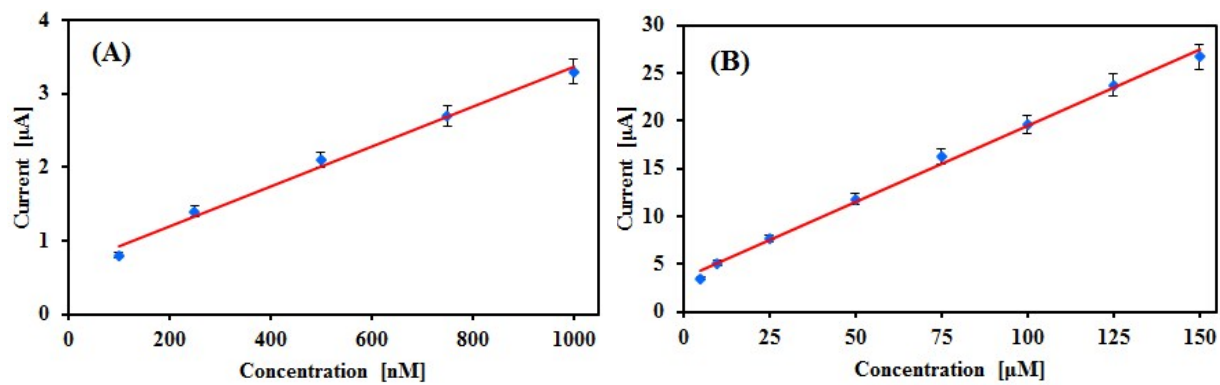 (A)
Current [µA]
4
3
2
1
0
0 200 400 600 800 1000
Concentration [nM]
(B)
Current [µA]
30
25
20
15
10
5
0
0 25 50 75 100 125 150
Concentration [µM]